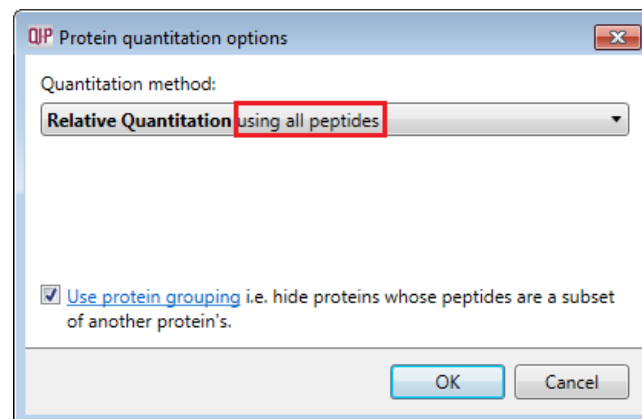 QIP Protein quantitation options
Quantitation method:
Relative Quantitation using all peptides
Use protein grouping i.e. hide proteins whose peptides are a subset
of another protein's.
OK Cancel